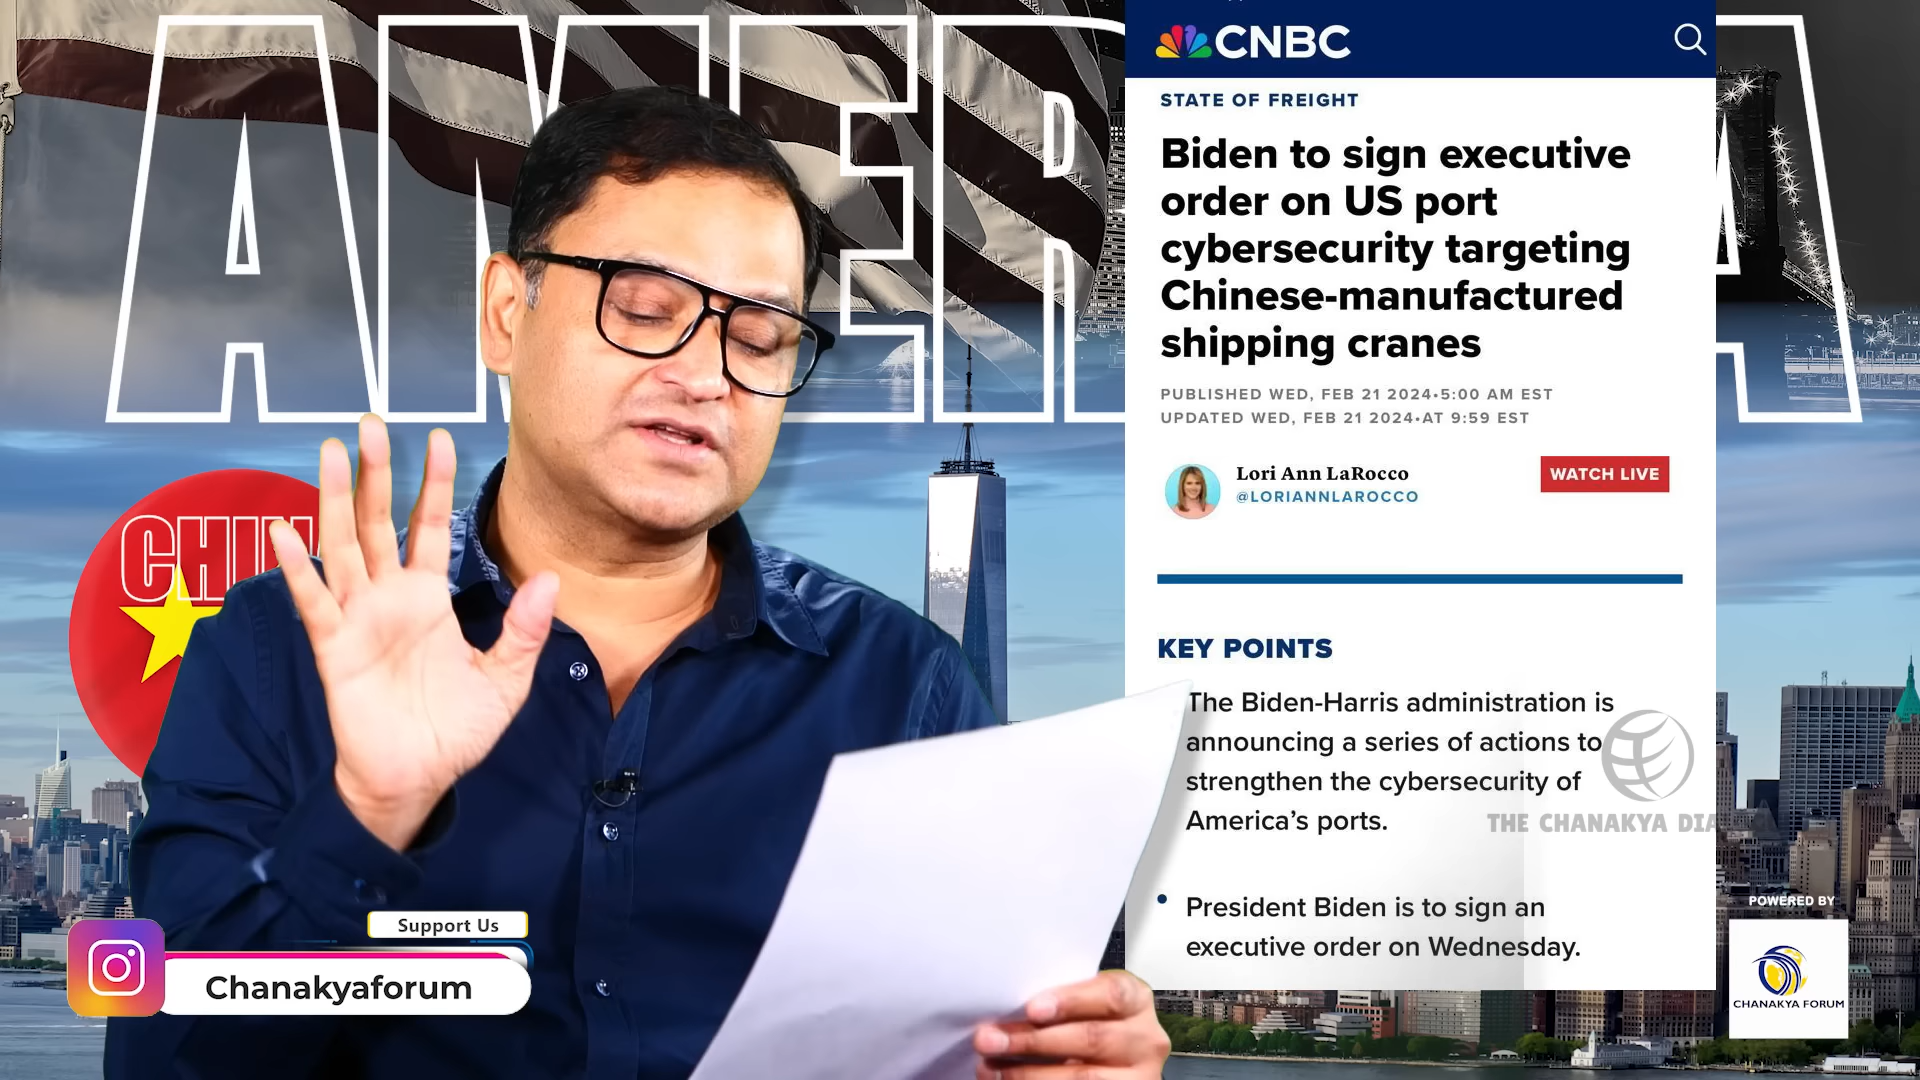 AMER
A
CNBC
STATE OF FREIGHT
Biden to sign executive
order on US port
cybersecurity targeting
Chinese-manufactured
shipping cranes
PUBLISHED WED, FEB 21 2024•5:00 AM EST
UPDATED WED, FEB 21 2024•AT 9:59 EST
Lori Ann LaRocco
@LORIANNLAROCCO
WATCH LIVE
KEY POINTS
The Biden-Harris administration is
announcing a series of actions to
strengthen the cybersecurity of
America's ports.
• President Biden is to sign an
executive order on Wednesday.
CHIN
THE CHANAKYA DIA
Support Us
Chanakyaforum
POWERED BY
CHANAKYA FORUM